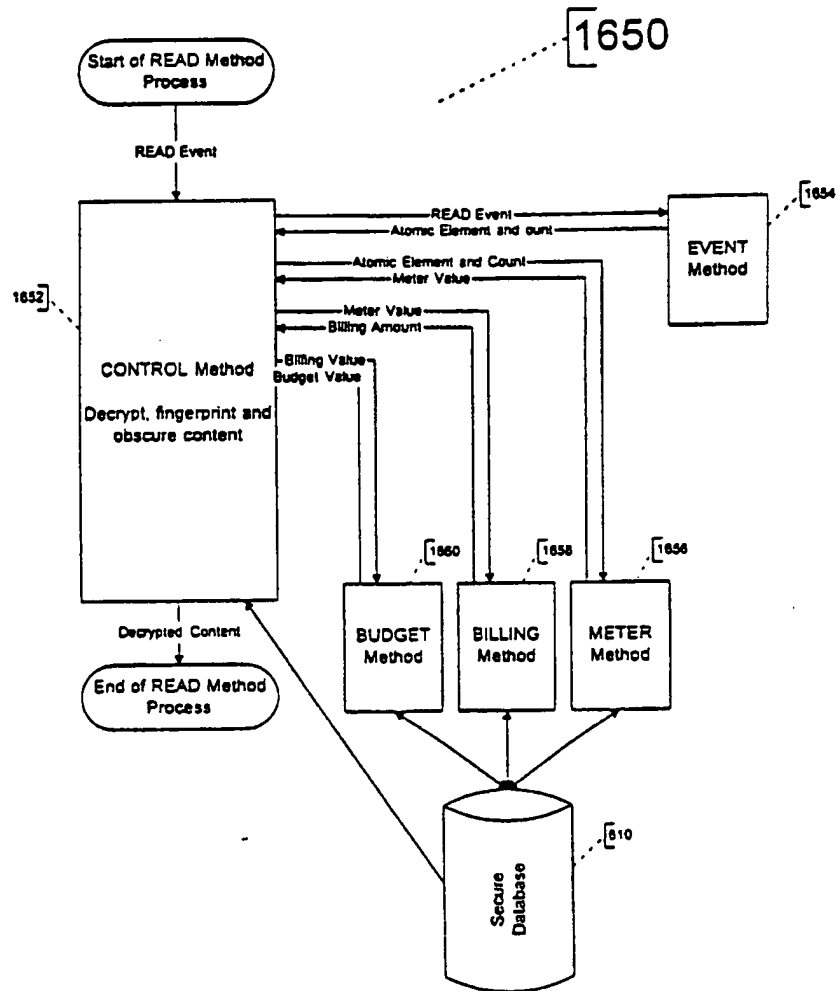 1650
Start of READ Method
Process
READ Event
1654
READ Event
Atomic Element and ount
EVENT
Method
Atomic Element and Count
Meter Value
1652
Meter Value
Billing Amount
Billing Value
Budget Value
CONTROL Method
Decrypt, fingerprint and
obscure content
1660
1658
1656
BUDGET
Method
BILLING
Method
METER
Method
Decrypted Content
End of READ Method
Process
610
Secure
Database